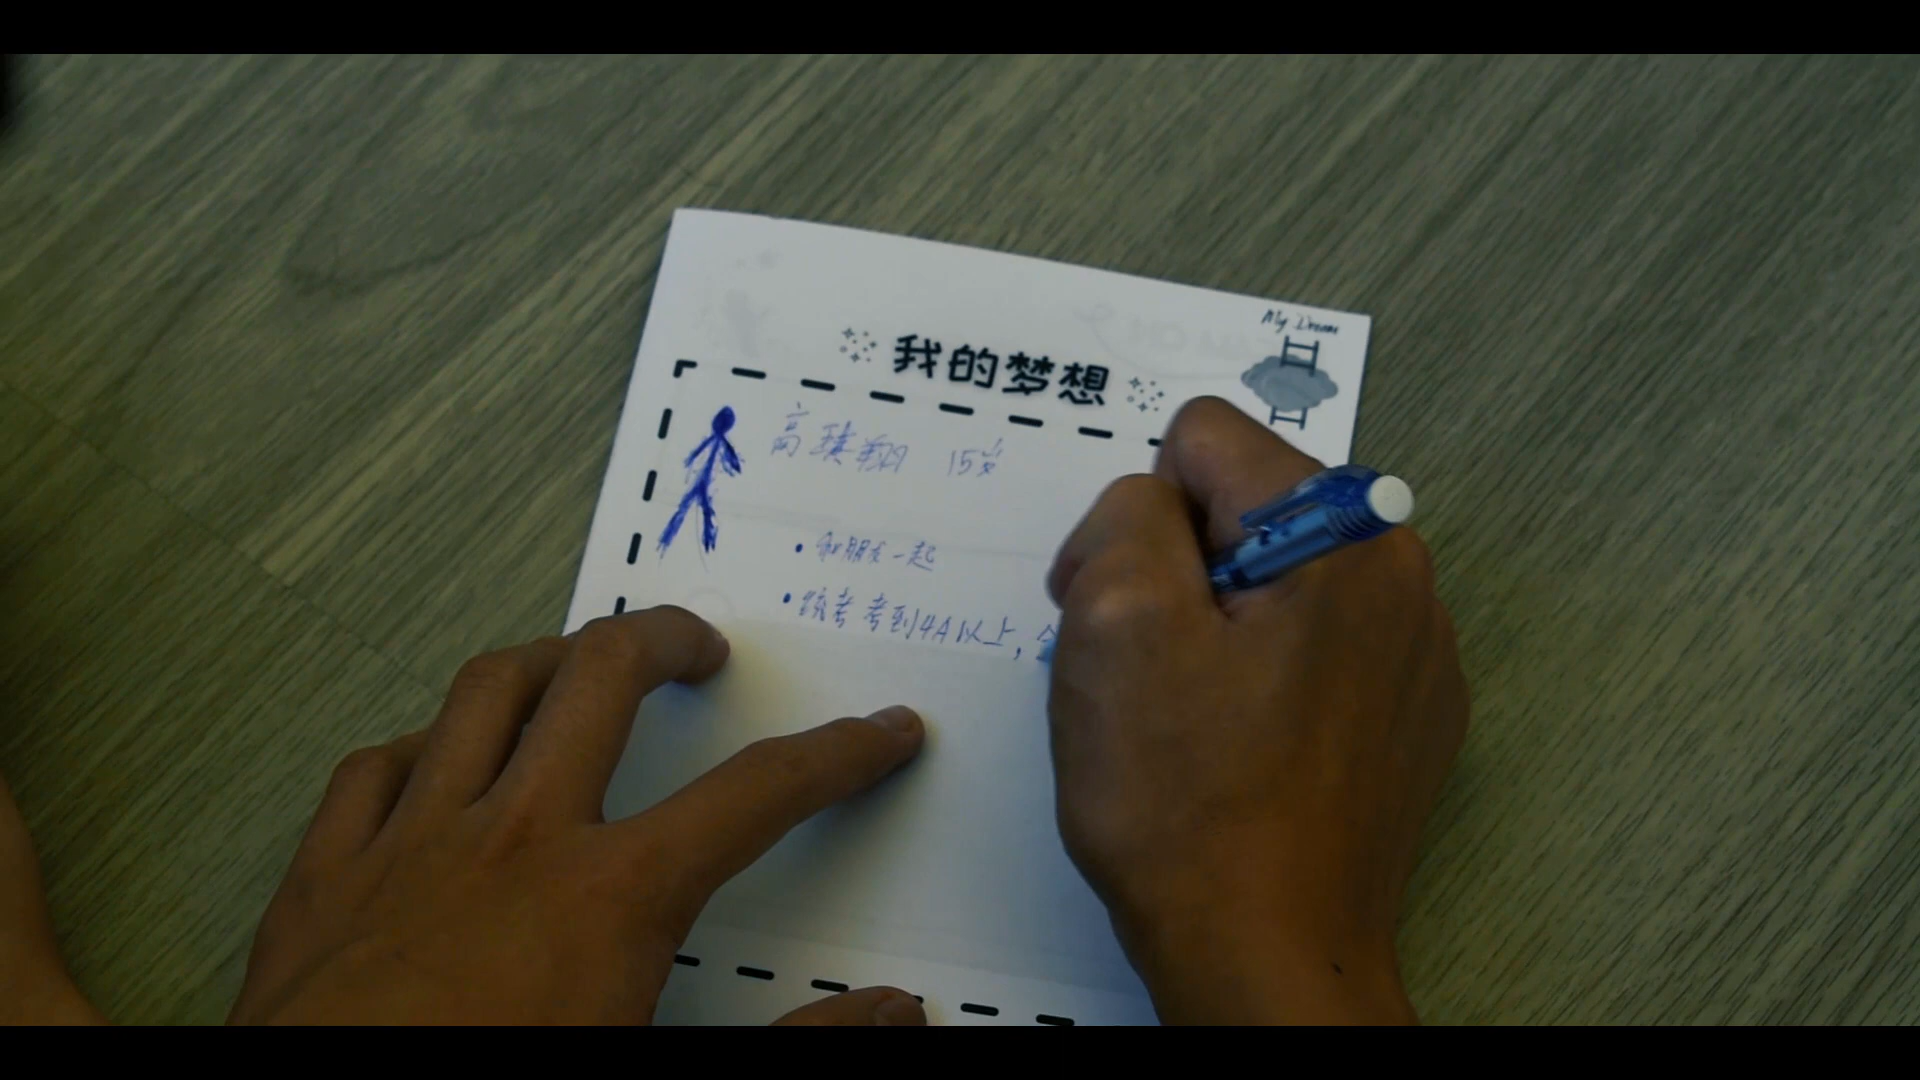 My Dream
我的梦想
高琪翔 15岁
• 和朋友一起
• 统考考到4A以上,